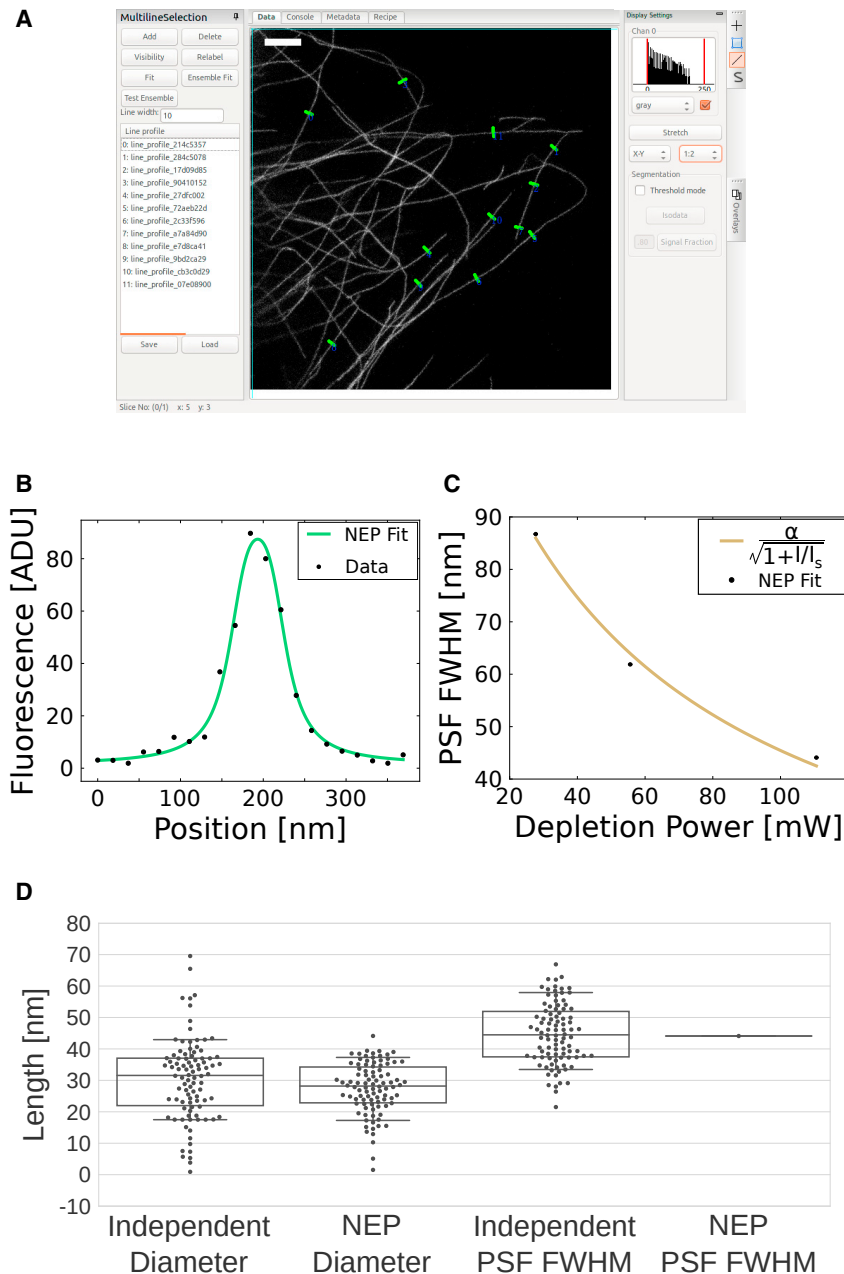 A
MultilineSelection
Add Delete
Visibility Relabel
Fit Ensemble Fit
Test Ensemble
Line width: 10
Line profile
0: line_profile_214c5357
1: line_profile_284c5078
2: line_profile_17d09d85
3: line_profile_90410152
4: line_profile_27dfc002
5: line_profile_72aeb22d
6: line_profile_2c33f596
7: line_profile_a7a84d90
8: line_profile_e7d8ca41
9: line_profile_9bd2ca29
10: line_profile_cb3c0d29
11: line_profile_07e08900
Save Load
Slice No: (0/1) x: 5 y: 3
Data Console Metadata Recipe
Display Settings
Chan 0
0 250
gray
Stretch
X-Y 1:2
Segmentation
Threshold mode
Isodata
.80 Signal Fraction
Overlays
B
Fluorescence [ADU]
80
60
40
20
0
0 100 200 300
Position [nm]
NEP Fit
Data
C
PSF FWHM [nm]
90
80
70
60
50
40
20 40 60 80 100
Depletion Power [mW]
α
√1+I/Is
NEP Fit
D
Length [nm]
80
70
60
50
40
30
20
10
0
-10
Independent Diameter
NEP Diameter
Independent PSF FWHM
NEP PSF FWHM